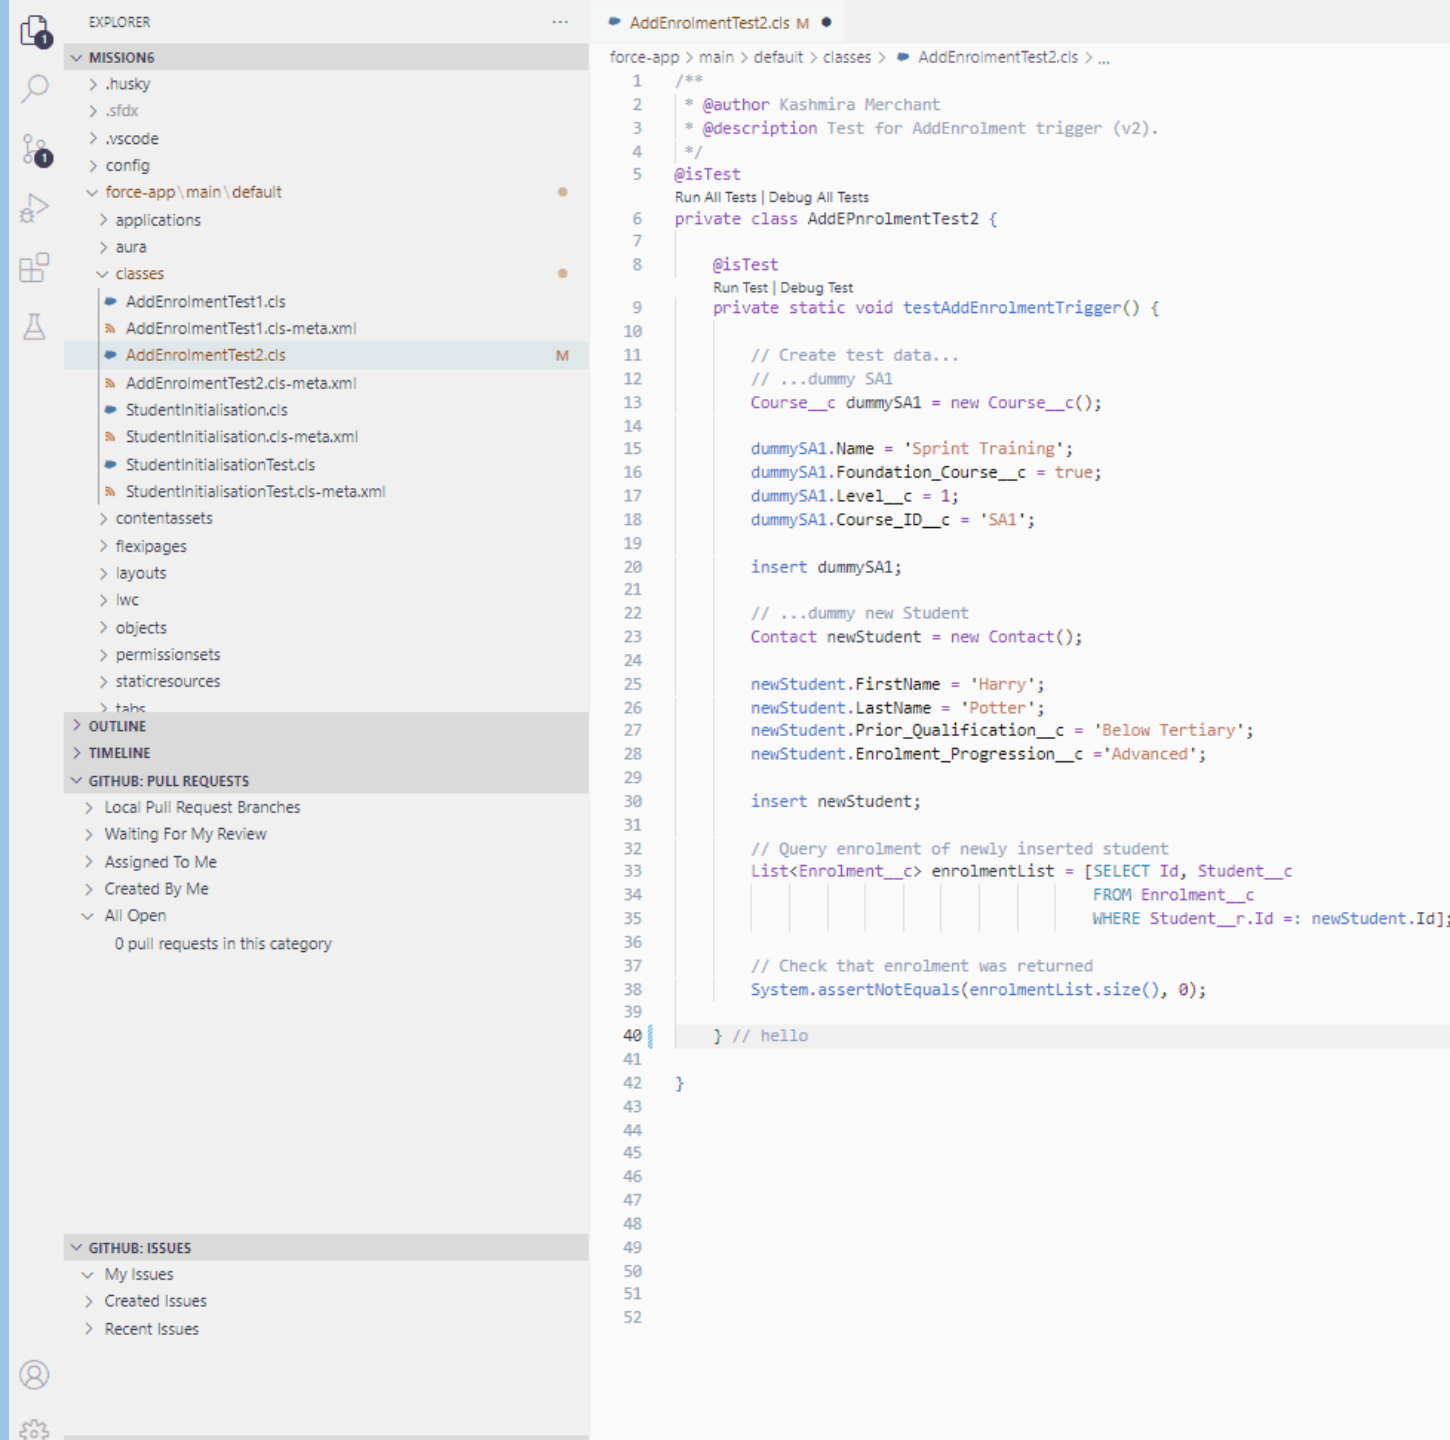 EXPLORER
MISSION6
.husky
.sfdx
.vscode
config
force-app\main\default
applications
aura
classes
AddEnrolmentTest1.cls
AddEnrolmentTest1.cls-meta.xml
AddEnrolmentTest2.cls M
AddEnrolmentTest2.cls-meta.xml
StudentInitialisation.cls
StudentInitialisation.cls-meta.xml
StudentInitialisationTest.cls
StudentInitialisationTest.cls-meta.xml
contentassets
flexipages
layouts
lwc
objects
permissionsets
staticresources
tabs
OUTLINE
TIMELINE
GITHUB: PULL REQUESTS
Local Pull Request Branches
Waiting For My Review
Assigned To Me
Created By Me
All Open
0 pull requests in this category
GITHUB: ISSUES
My Issues
Created Issues
Recent Issues
1
1
AddEnrolmentTest2.cls M
force-app > main > default > classes > AddEnrolmentTest2.cls > ...
1 /**
2 * @author Kashmira Merchant
3 * @description Test for AddEnrolment trigger (v2).
4 */
5 @isTest
Run All Tests | Debug All Tests
6 private class AddEPnrolmentTest2 {
7
8 @isTest
Run Test | Debug Test
9 private static void testAddEnrolmentTrigger() {
10
11 // Create test data...
12 // ...dummy SA1
13 Course__c dummySA1 = new Course__c();
14
15 dummySA1.Name = 'Sprint Training';
16 dummySA1.Foundation_Course__c = true;
17 dummySA1.Level__c = 1;
18 dummySA1.Course_ID__c = 'SA1';
19
20 insert dummySA1;
21
22 // ...dummy new Student
23 Contact newStudent = new Contact();
24
25 newStudent.FirstName = 'Harry';
26 newStudent.LastName = 'Potter';
27 newStudent.Prior_Qualification__c = 'Below Tertiary';
28 newStudent.Enrolment_Progression__c ='Advanced';
29
30 insert newStudent;
31
32 // Query enrolment of newly inserted student
33 List<Enrolment__c> enrolmentList = [SELECT Id, Student__c
34 FROM Enrolment__c
35 WHERE Student__r.Id =: newStudent.Id];
36
37 // Check that enrolment was returned
38 System.assertNotEquals(enrolmentList.size(), 0);
39
40 } // hello
41
42 }
43
44
45
46
47
48
49
50
51
52